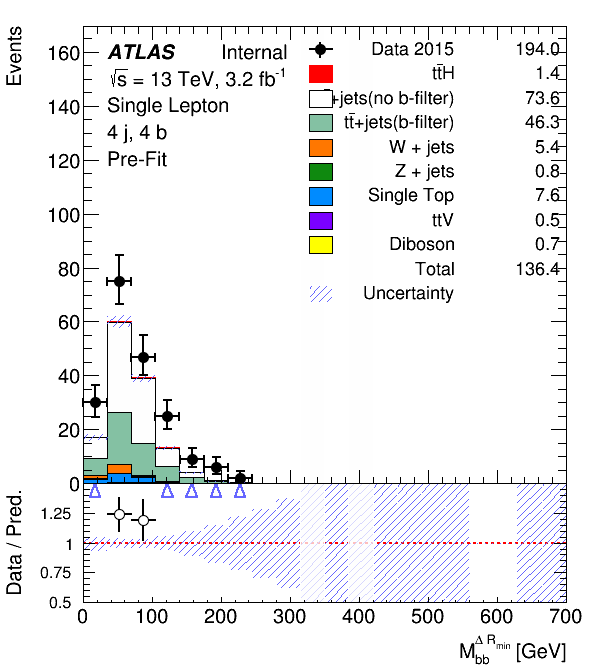 Events
ATLAS Internal
√s = 13 TeV, 3.2 fb-1
Single Lepton
4 j, 4 b
Pre-Fit
Data 2015 194.0
tt̄H 1.4
+jets(no b-filter) 73.6
tt̄+jets(b-filter) 46.3
W + jets 5.4
Z + jets 0.8
Single Top 7.6
ttV 0.5
Diboson 0.7
Total 136.4
Uncertainty
160
140
120
100
80
60
40
20
0
Data / Pred.
1.25
1
0.75
0.5
0 100 200 300 400 500 600 700
M bb Δ R min [GeV]